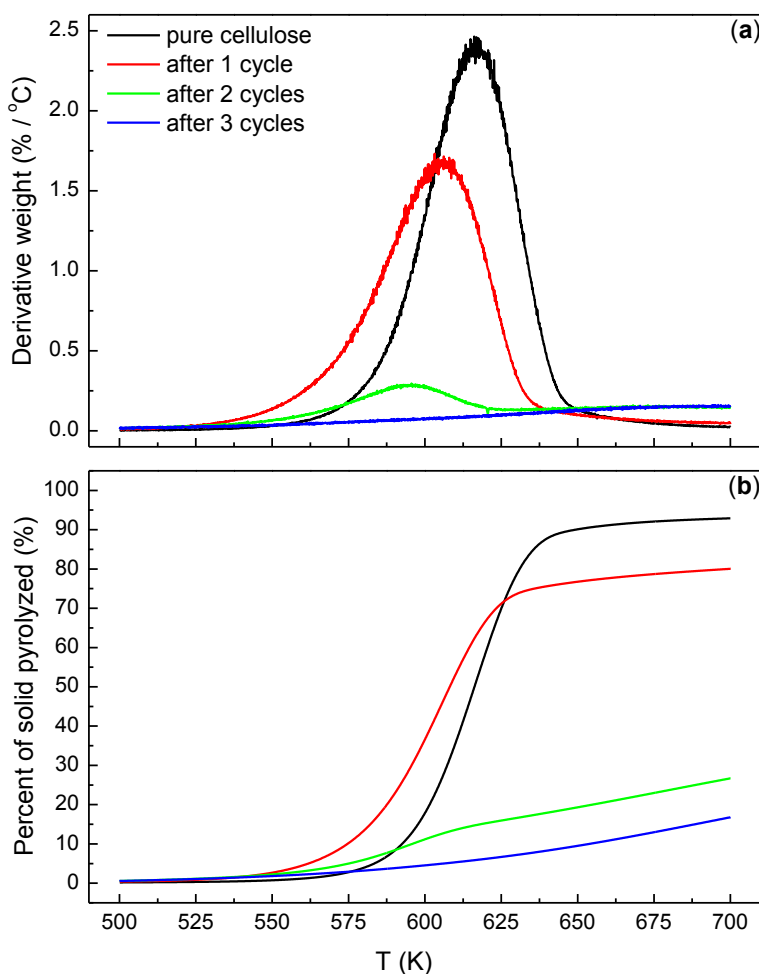 (a)
pure cellulose
after 1 cycle
after 2 cycles
after 3 cycles
Derivative weight (% / °C)
2.5
2.0
1.5
1.0
0.5
0.0
(b)
Percent of solid pyrolyzed (%)
100
90
80
70
60
50
40
30
20
10
0
500 525 550 575 600 625 650 675 700
T (K)